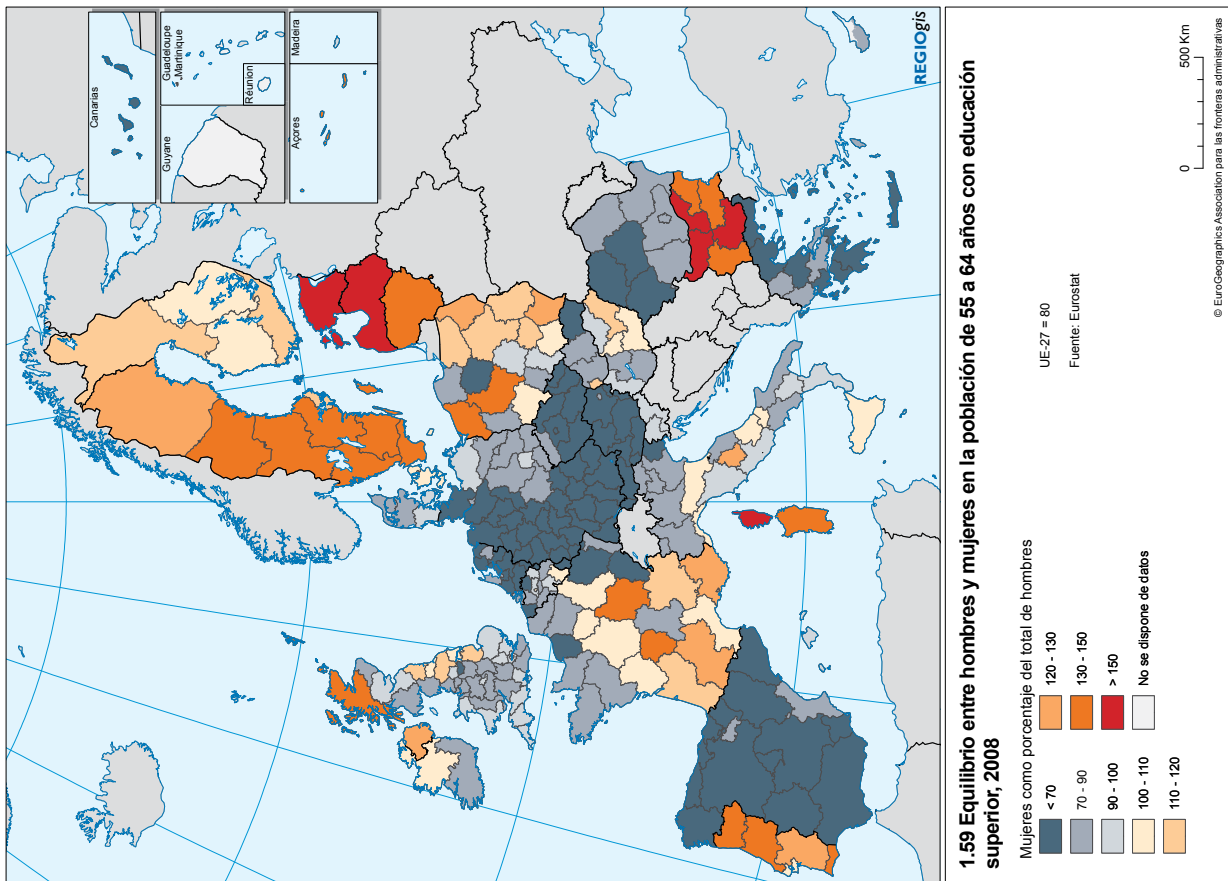 Canarias
Guyane
Guadeloupe
Martinique
Réunion
Açores
Madeira
REGIOgis
1.59 Equilibrio entre hombres y mujeres en la población de 55 a 64 años con educación
superior, 2008
Mujeres como porcentaje del total de hombres
< 70
70 - 90
90 - 100
100 - 110
110 - 120
120 - 130
130 - 150
> 150
No se dispone de datos
UE-27 = 80
Fuente: Eurostat
0 500 Km
© EuroGeographics Association para las fronteras administrativas